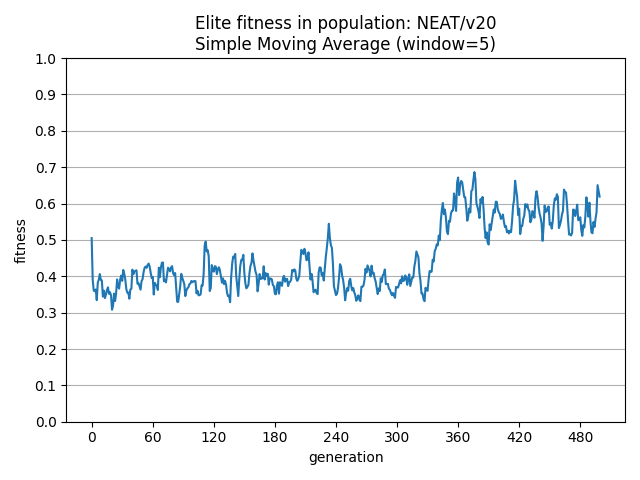 Elite fitness in population: NEAT/v20
Simple Moving Average (window=5)
1.0
0.9
0.8
0.7
0.6
0.5
0.4
0.3
0.2
0.1
0.0
fitness
0 60 120 180 240 300 360 420 480
generation